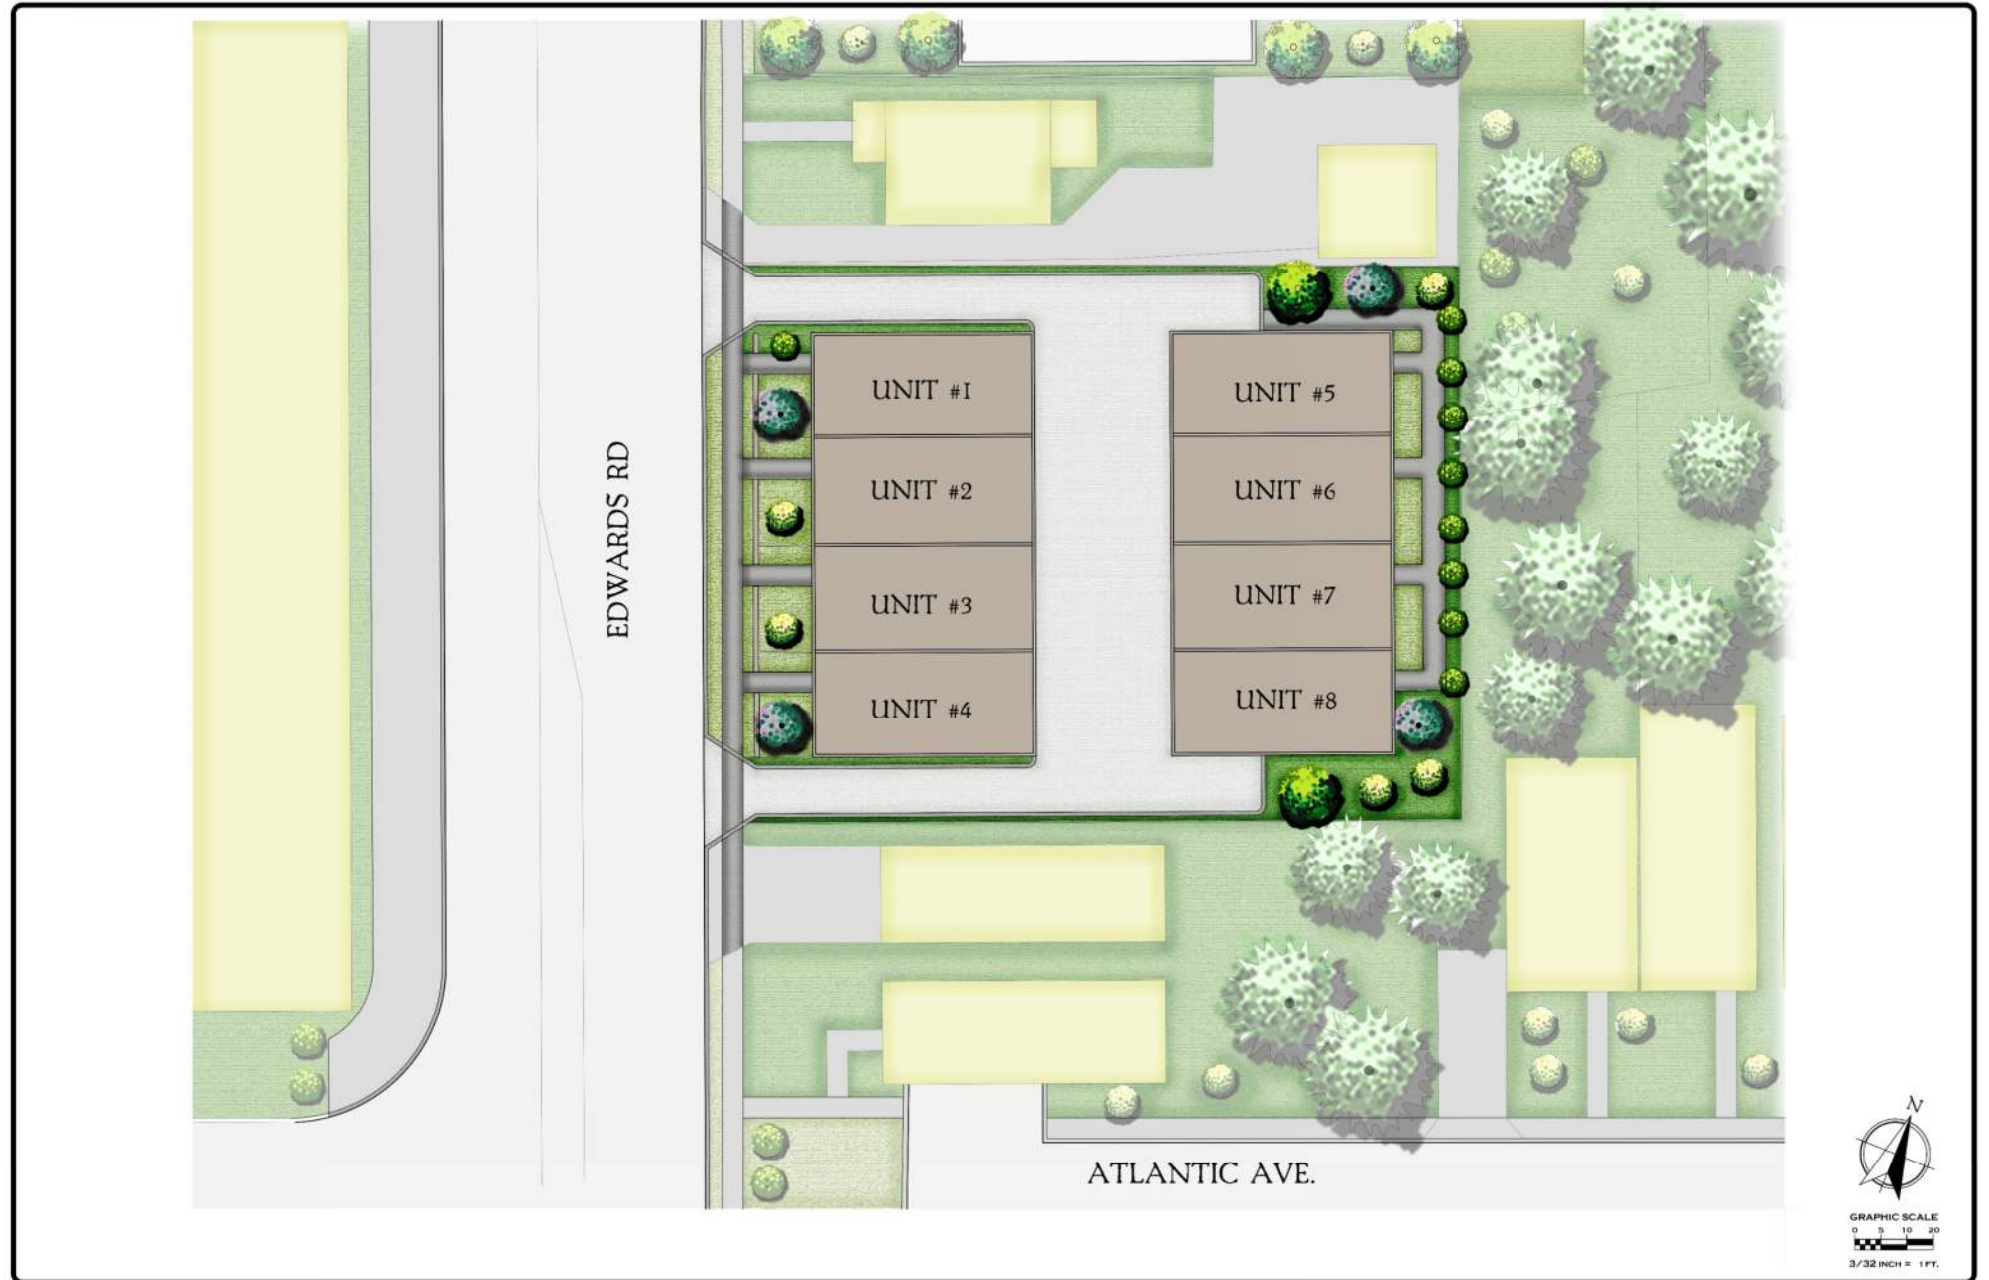 UNIT #1
UNIT #5
UNIT #2
UNIT #6
EDWARDS RD
UNIT #3
UNIT #7
UNIT #4
UNIT #8
N
ATLANTIC AVE.
GRAPHIC SCALE
0 5 10 20
3/32 INCH = 1 FT.